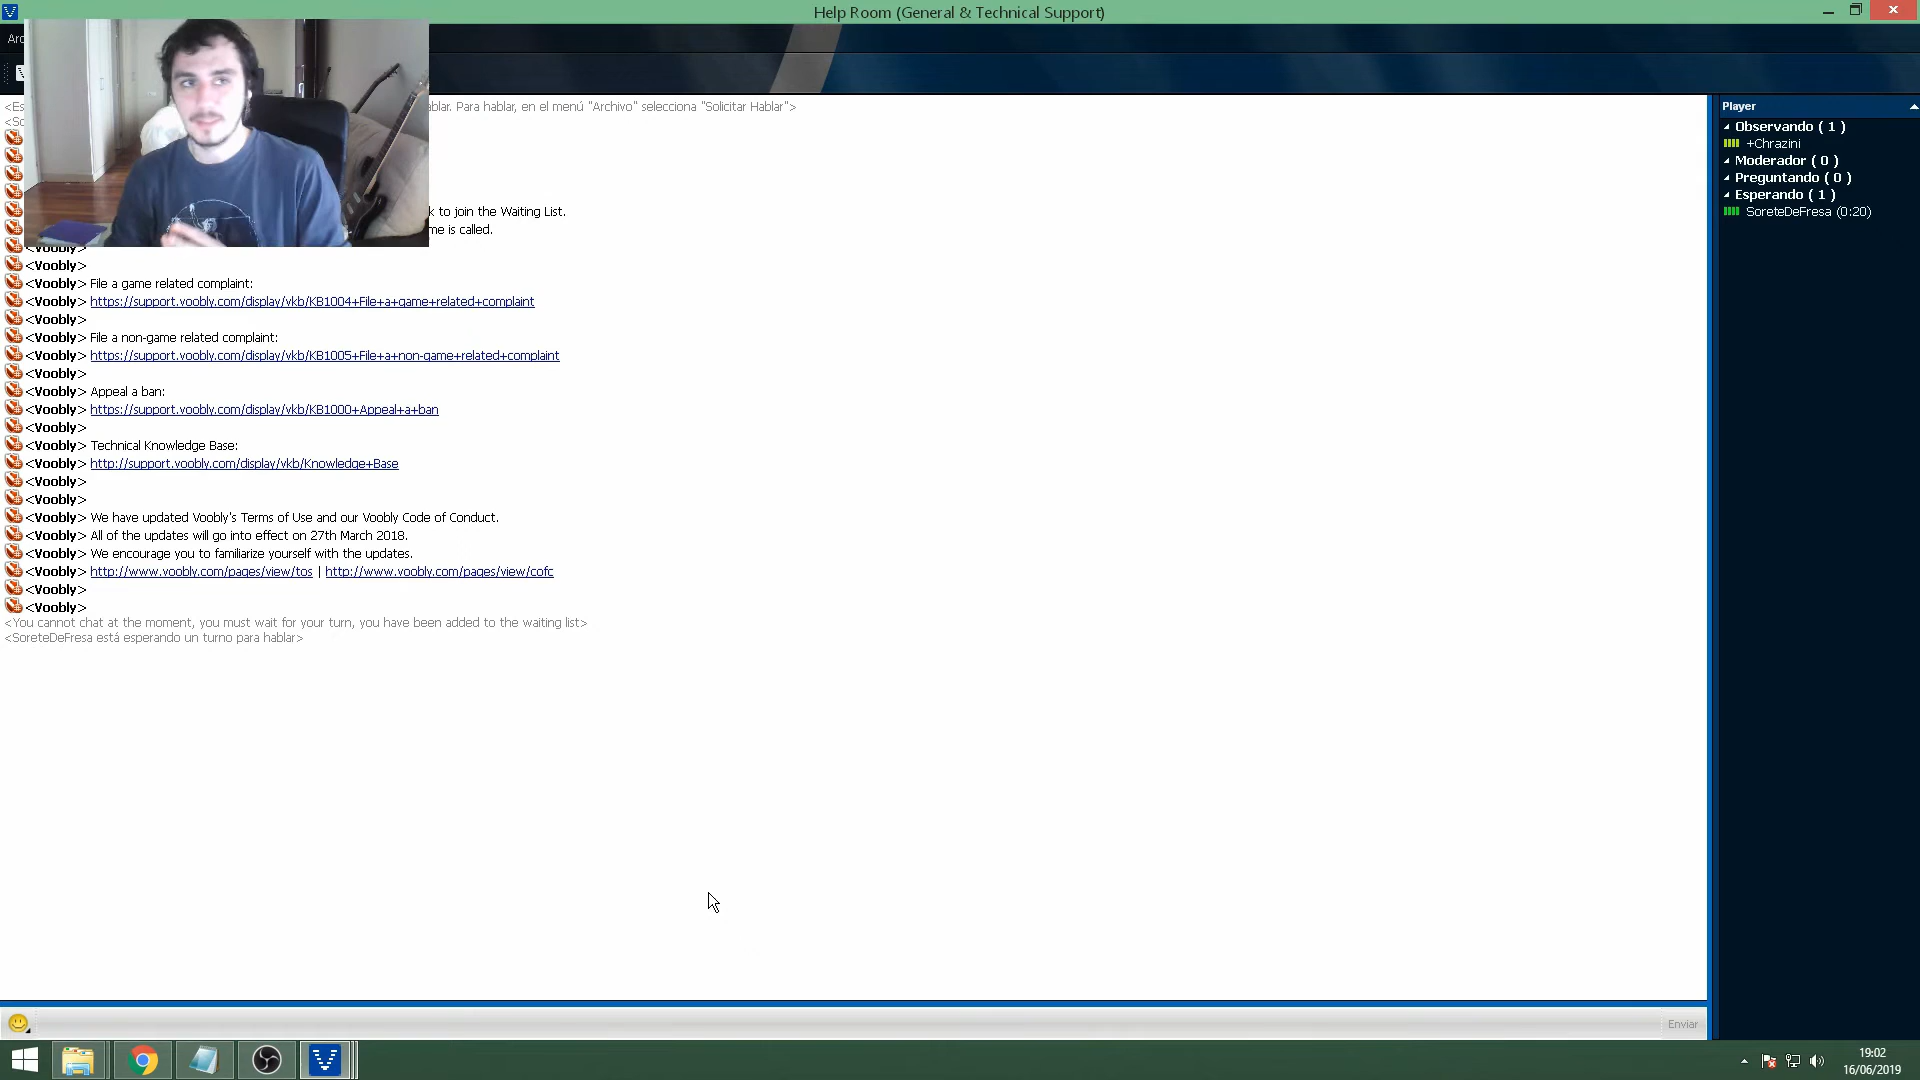 Help Room (General & Technical Support)
Arc
<Es
ablar. Para hablar, en el menú "Archivo" selecciona "Solicitar Hablar">
<So
k to join the Waiting List.
me is called.
<Voobly>
<Voobly>
<Voobly> File a game related complaint:
<Voobly> https://support.voobly.com/display/vkb/KB1004+File+a+game+related+complaint
<Voobly>
<Voobly> File a non-game related complaint:
<Voobly> https://support.voobly.com/display/vkb/KB1005+File+a+non-game+related+complaint
<Voobly>
<Voobly> Appeal a ban:
<Voobly> https://support.voobly.com/display/vkb/KB1000+Appeal+a+ban
<Voobly>
<Voobly> Technical Knowledge Base:
<Voobly> http://support.voobly.com/display/vkb/Knowledge+Base
<Voobly>
<Voobly>
<Voobly> We have updated Voobly's Terms of Use and our Voobly Code of Conduct.
<Voobly> All of the updates will go into effect on 27th March 2018.
<Voobly> We encourage you to familiarize yourself with the updates.
<Voobly> http://www.voobly.com/pages/view/tos | http://www.voobly.com/pages/view/cofc
<Voobly>
<Voobly>
<You cannot chat at the moment, you must wait for your turn, you have been added to the waiting list>
<SoreteDeFresa está esperando un turno para hablar>
Player
Observando ( 1 )
+Chrazini
Moderador ( 0 )
Preguntando ( 0 )
Esperando ( 1 )
SoreteDeFresa (0:20)
Enviar
19:02
16/06/2019